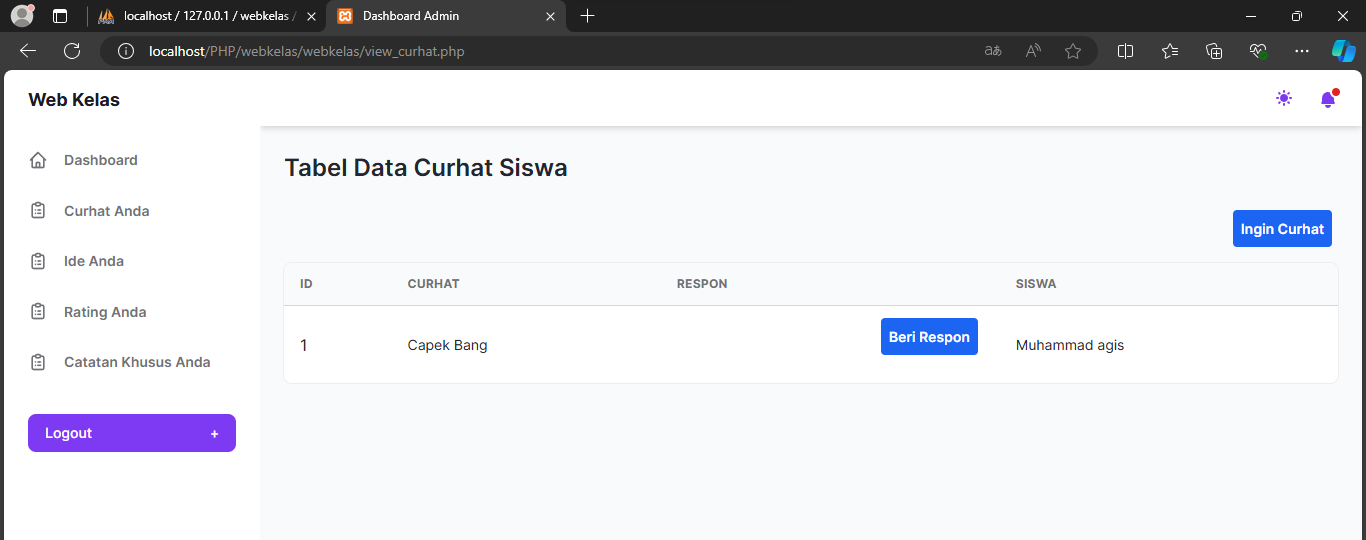 localhost / 127.0.0.1 / webkelas /
Dashboard Admin
localhost/PHP/webkelas/webkelas/view_curhat.php
Web Kelas
Dashboard
Curhat Anda
Ide Anda
Rating Anda
Catatan Khusus Anda
Logout +
Tabel Data Curhat Siswa
Ingin Curhat
ID CURHAT RESPON SISWA
1 Capek Bang Beri Respon Muhammad agis